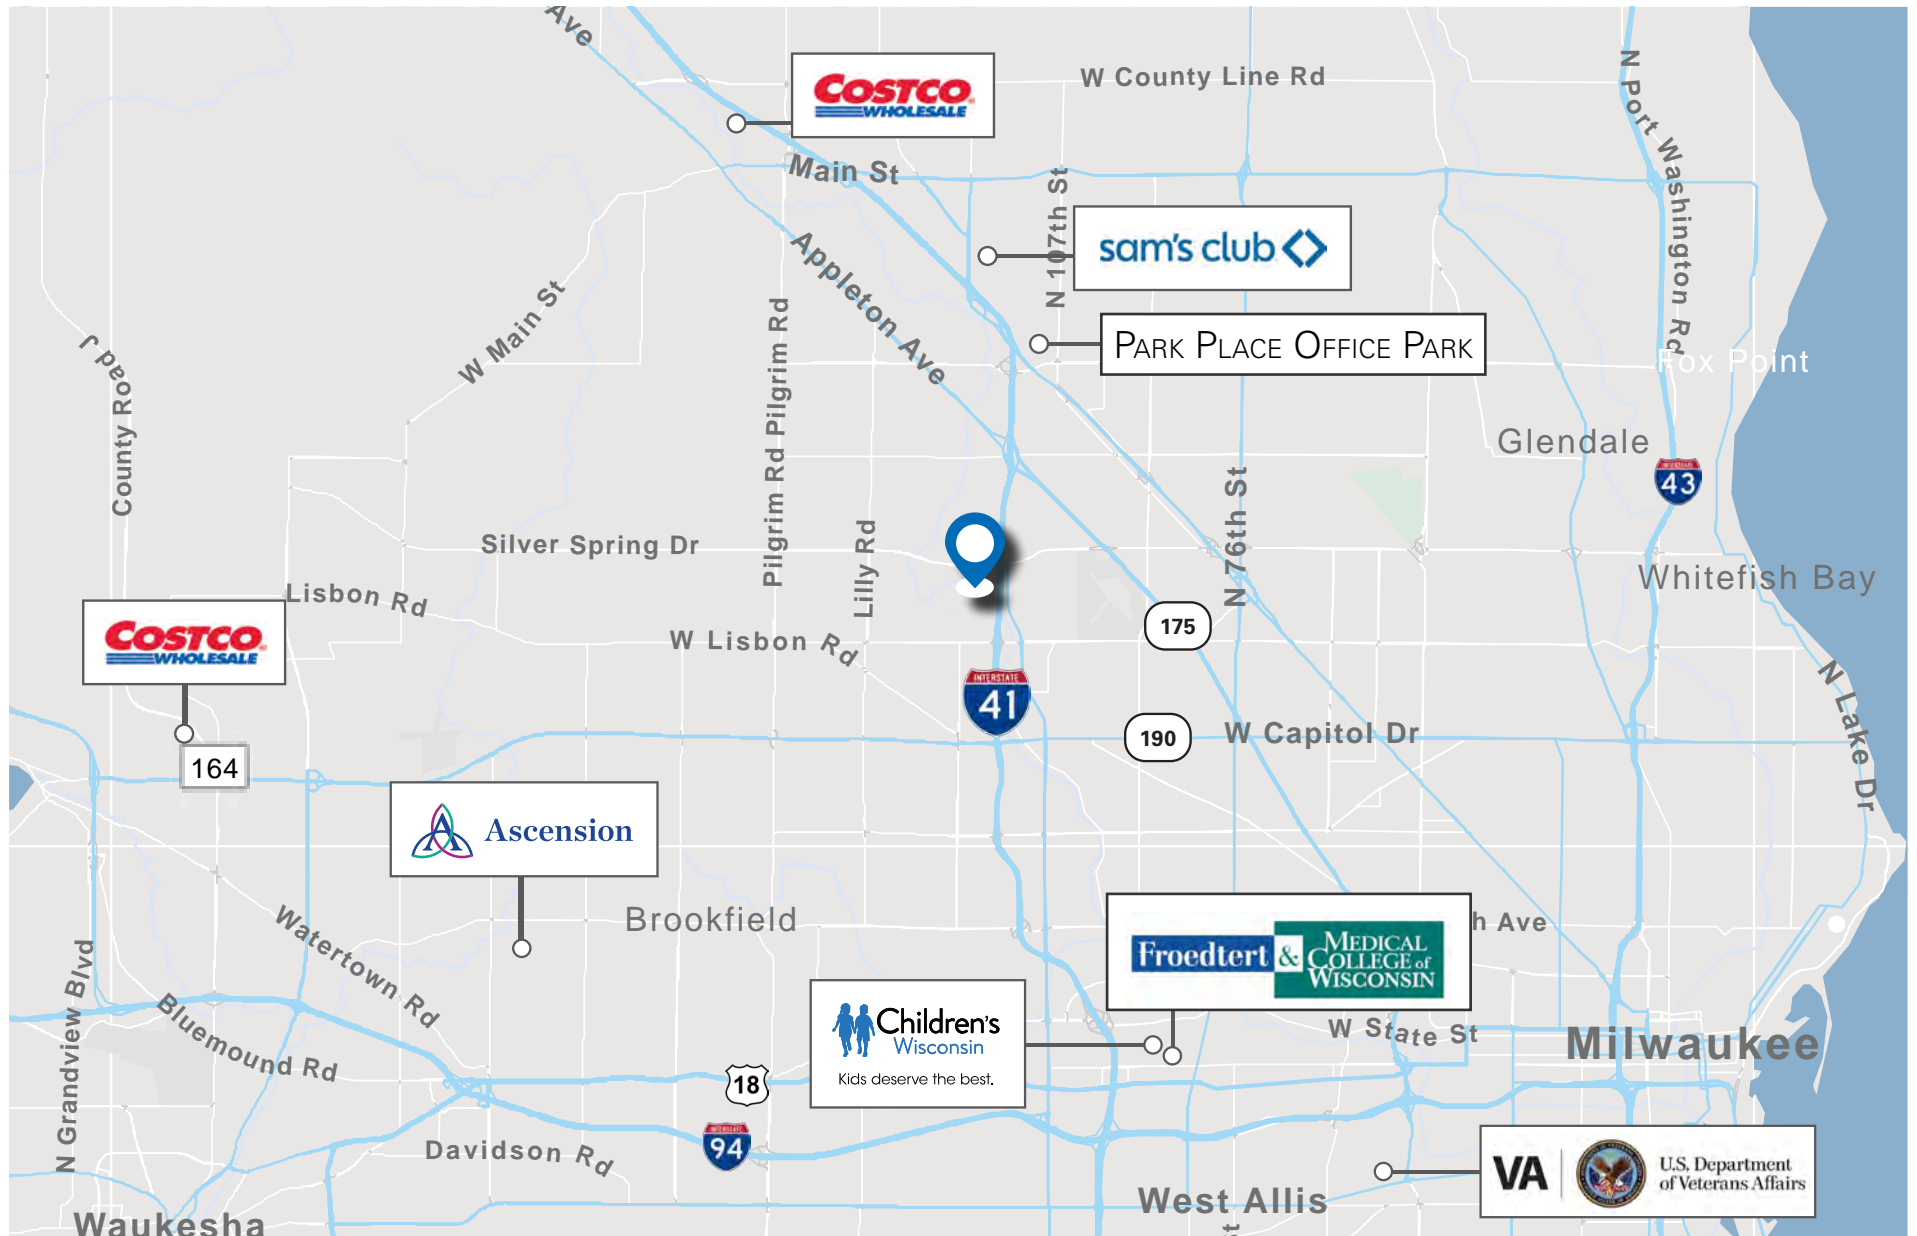 Ave
COSTCO
WHOLESALE
W County Line Rd
N Port Washington Rd
Main St
N 107th St
sam's club
Appleton Ave
W Main St
Pilgrim Rd
Pilgrim Rd
PARK PLACE OFFICE PARK
County Road J
Fox Point
Glendale
INTERSTATE
43
N 76th St
Silver Spring Dr
Lilly Rd
Whitefish Bay
Lisbon Rd
COSTCO
WHOLESALE
W Lisbon Rd
175
INTERSTATE
41
N Lake Dr
190
W Capitol Dr
164
Ascension
Brookfield
Watertown Rd
h Ave
Froedtert & MEDICAL
COLLEGE of
WISCONSIN
N Grandview Blvd
Bluemound Rd
Children's
Wisconsin
Kids deserve the best.
W State St
Milwaukee
18
INTERSTATE
94
Davidson Rd
VA
U.S. Department
of Veterans Affairs
West Allis
Waukesha
st